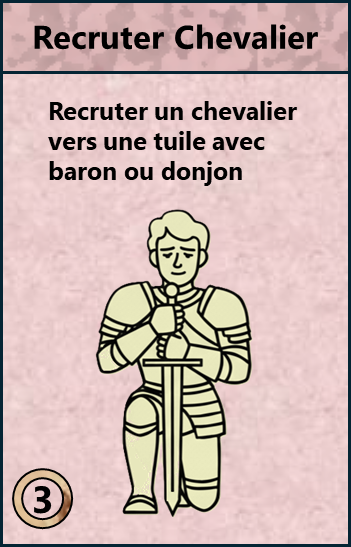 Recruter Chevalier
Recruter un chevalier
vers une tuile avec
baron ou donjon
3